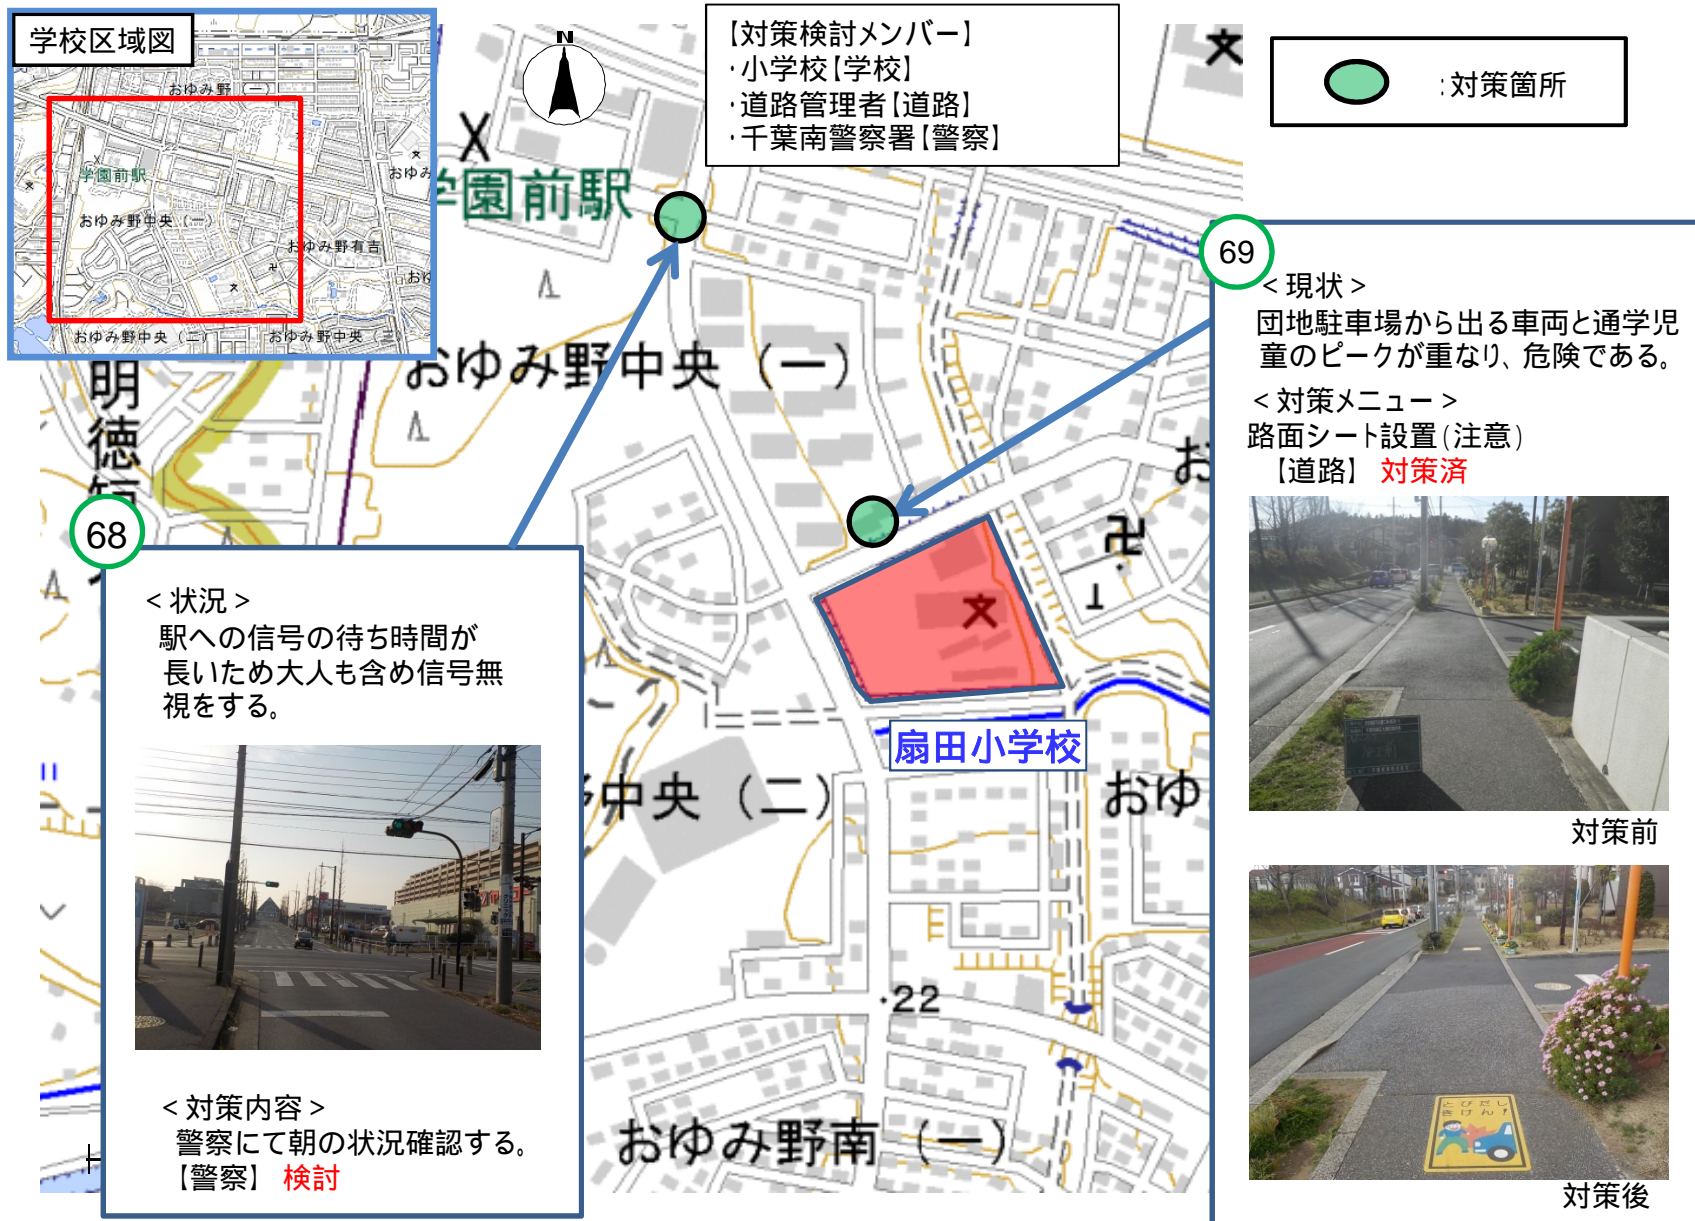 学校区域図
おゆみ野(一)
学園前駅
おゆみ野中央(一)
おゆみ野有吉
おゆみ野中央(二)
おゆみ野中央
【対策検討メンバー】
・小学校【学校】
・道路管理者【道路】
・千葉南警察署【警察】
:対策箇所
N
学園前駅
おゆみ野中央(一)
明徳短
野中央(二)
おゆ
・22
おゆみ野南(一)
扇田小学校
68
<状況>
駅への信号の待ち時間が
長いため大人も含め信号無
視をする。
<対策内容>
警察にて朝の状況確認する。
【警察】 検討
69
<現状>
団地駐車場から出る車両と通学児
童のピークが重なり、危険である。
<対策メニュー>
路面シート設置(注意)
【道路】 対策済
対策前
とびだし
きけん!
対策後